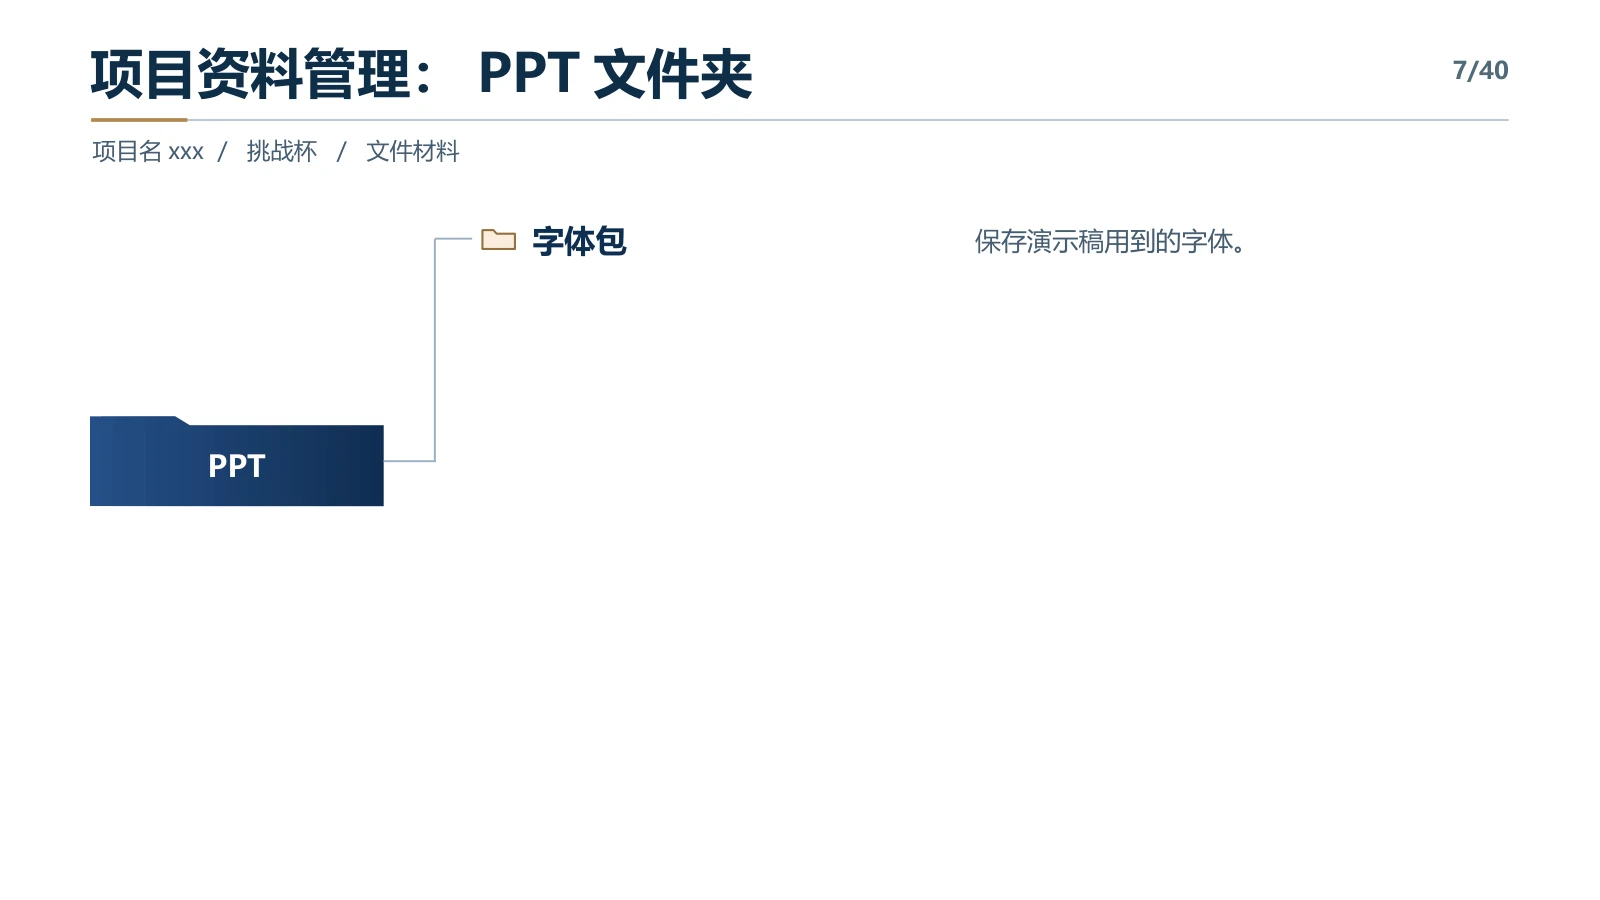 项目资料管理： PPT 文件夹
7/40
项目名 xxx / 挑战杯 / 文件材料
字体包
保存演示稿用到的字体。
PPT